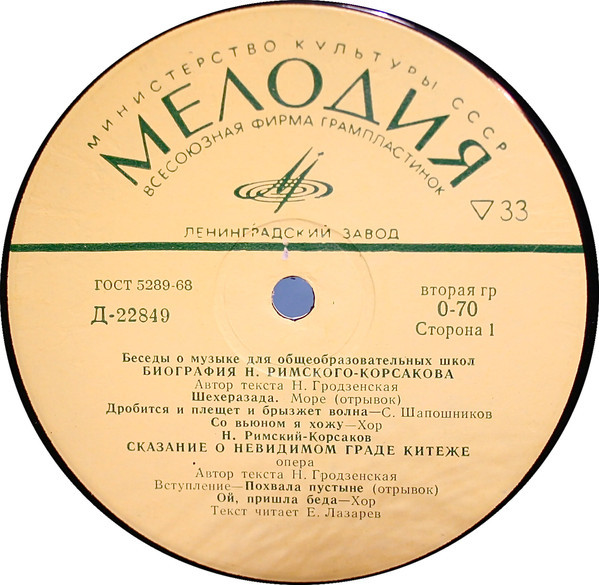 МИНИСТЕРСТВО КУЛЬТУРЫ СССР
МЕЛОДИЯ
ВСЕСОЮЗНАЯ ФИРМА ГРАМПЛАСТИНОК
▽ 33
ЛЕНИНГРАДСКИЙ ЗАВОД
ГОСТ 5289-68
Д-22849
вторая гр
0-70
Сторона 1
Беседы о музыке для общеобразовательных школ
БИОГРАФИЯ Н. РИМСКОГО-КОРСАКОВА
Автор текста Н. Гродзенская
Шехеразада. Море (отрывок)
Дробится и плещет и брызжет волна—С. Шапошников
Со вьюном я хожу—Хор
Н. Римский-Корсаков
СКАЗАНИЕ О НЕВИДИМОМ ГРАДЕ КИТЕЖЕ
опера
Автор текста Н. Гродзенская
Вступление—Похвала пустыне (отрывок)
Ой, пришла беда—Хор
Текст читает Е. Лазарев